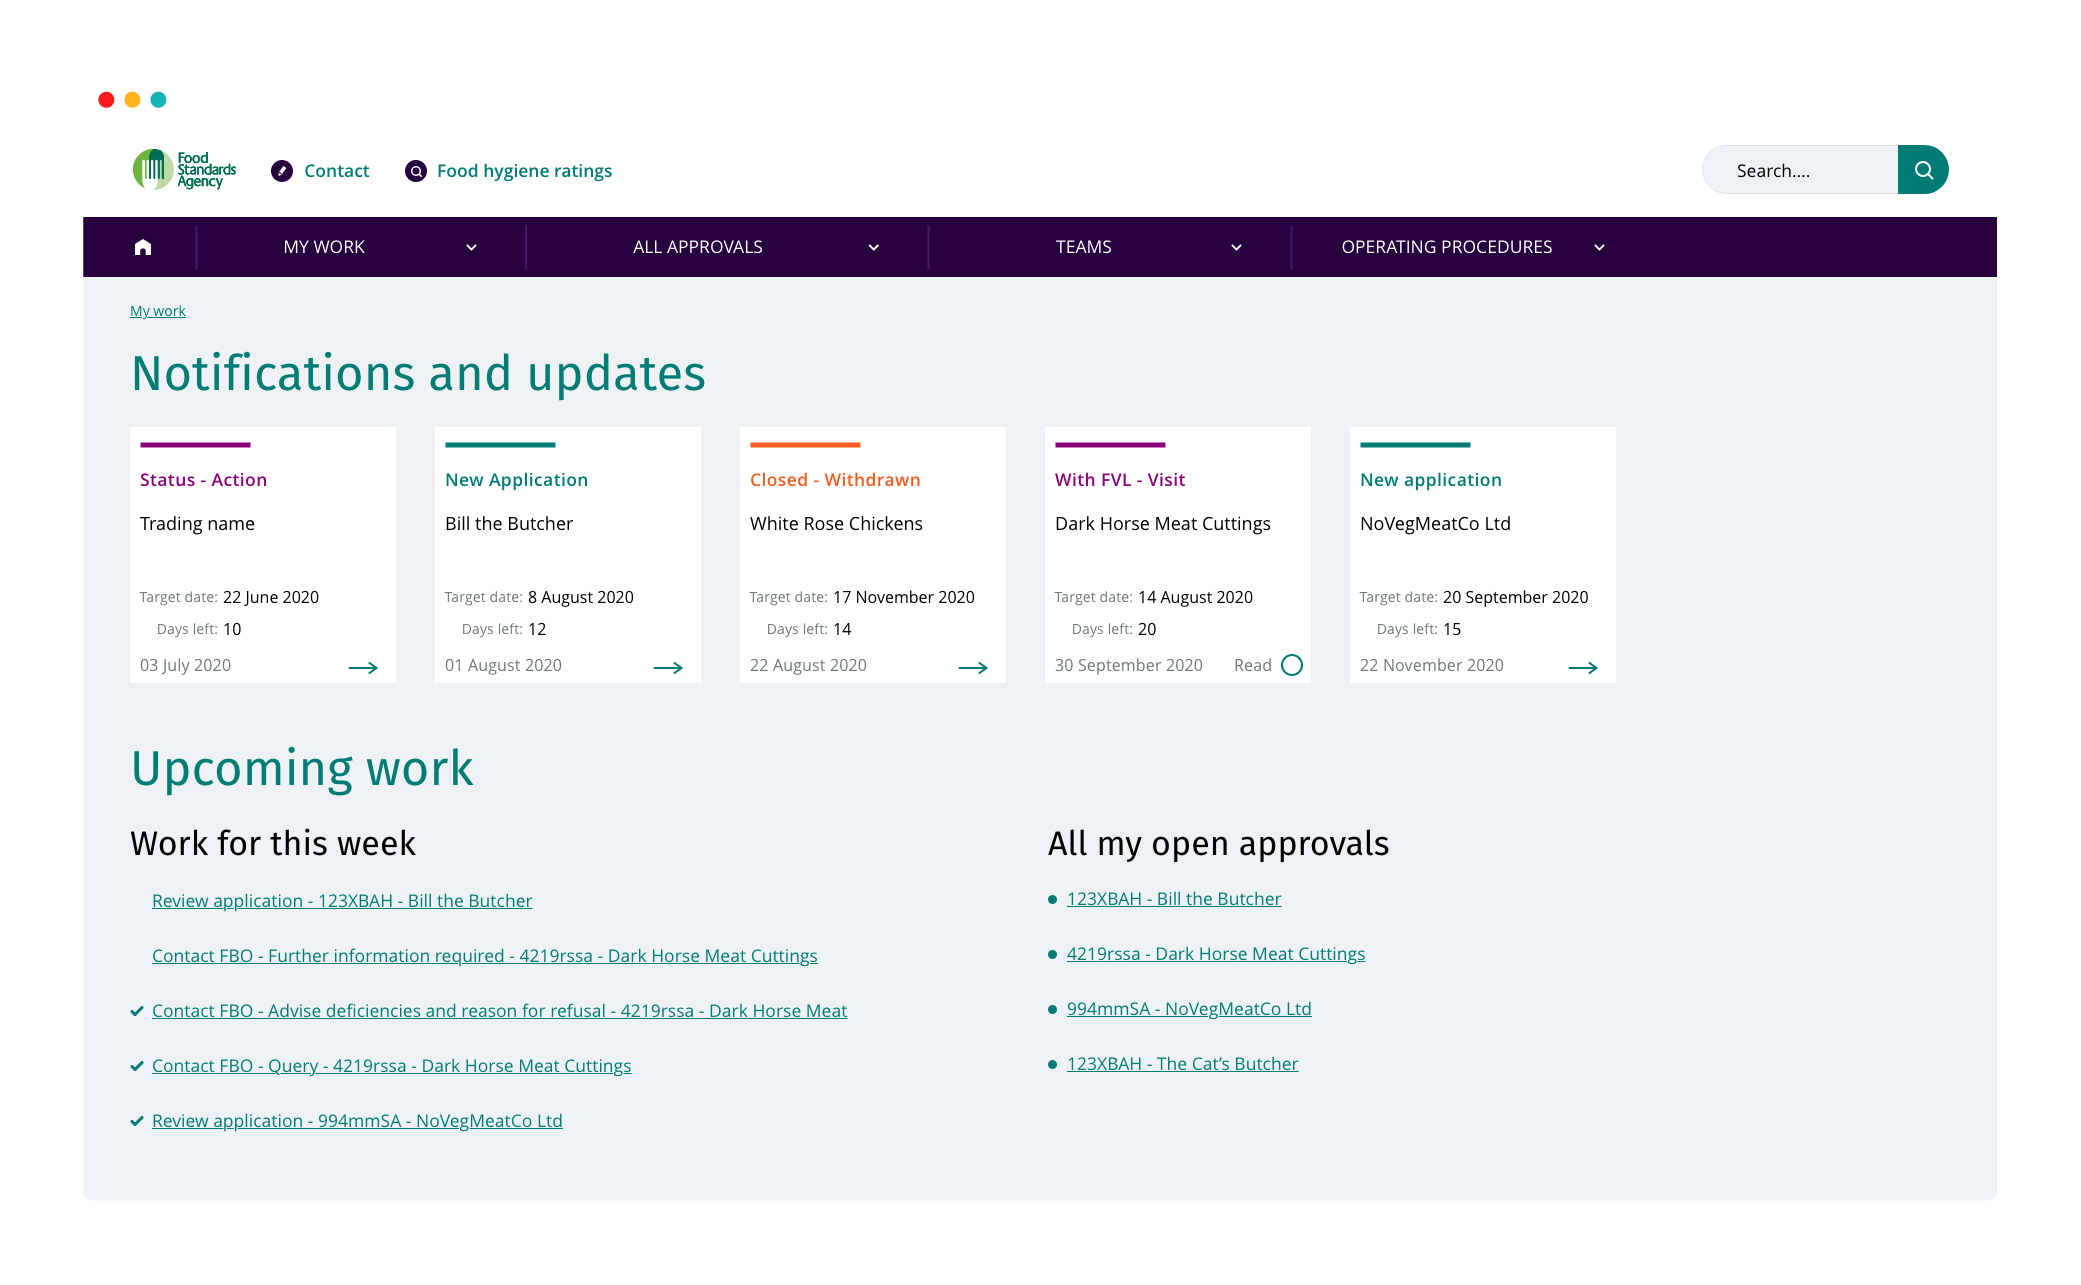 Food
Standards
Agency
Contact
Food hygiene ratings
Search....
MY WORK
ALL APPROVALS
TEAMS
OPERATING PROCEDURES
My work
Notifications and updates
Status - Action
Trading name
Target date: 22 June 2020
Days left: 10
03 July 2020
New Application
Bill the Butcher
Target date: 8 August 2020
Days left: 12
01 August 2020
Closed - Withdrawn
White Rose Chickens
Target date: 17 November 2020
Days left: 14
22 August 2020
With FVL - Visit
Dark Horse Meat Cuttings
Target date: 14 August 2020
Days left: 20
30 September 2020 Read
New application
NoVegMeatCo Ltd
Target date: 20 September 2020
Days left: 15
22 November 2020
Upcoming work
Work for this week
Review application - 123XBAH - Bill the Butcher
Contact FBO - Further information required - 4219rssa - Dark Horse Meat Cuttings
Contact FBO - Advise deficiencies and reason for refusal - 4219rssa - Dark Horse Meat
Contact FBO - Query - 4219rssa - Dark Horse Meat Cuttings
Review application - 994mmSA - NoVegMeatCo Ltd
All my open approvals
123XBAH - Bill the Butcher
4219rssa - Dark Horse Meat Cuttings
994mmSA - NoVegMeatCo Ltd
123XBAH - The Cat’s Butcher